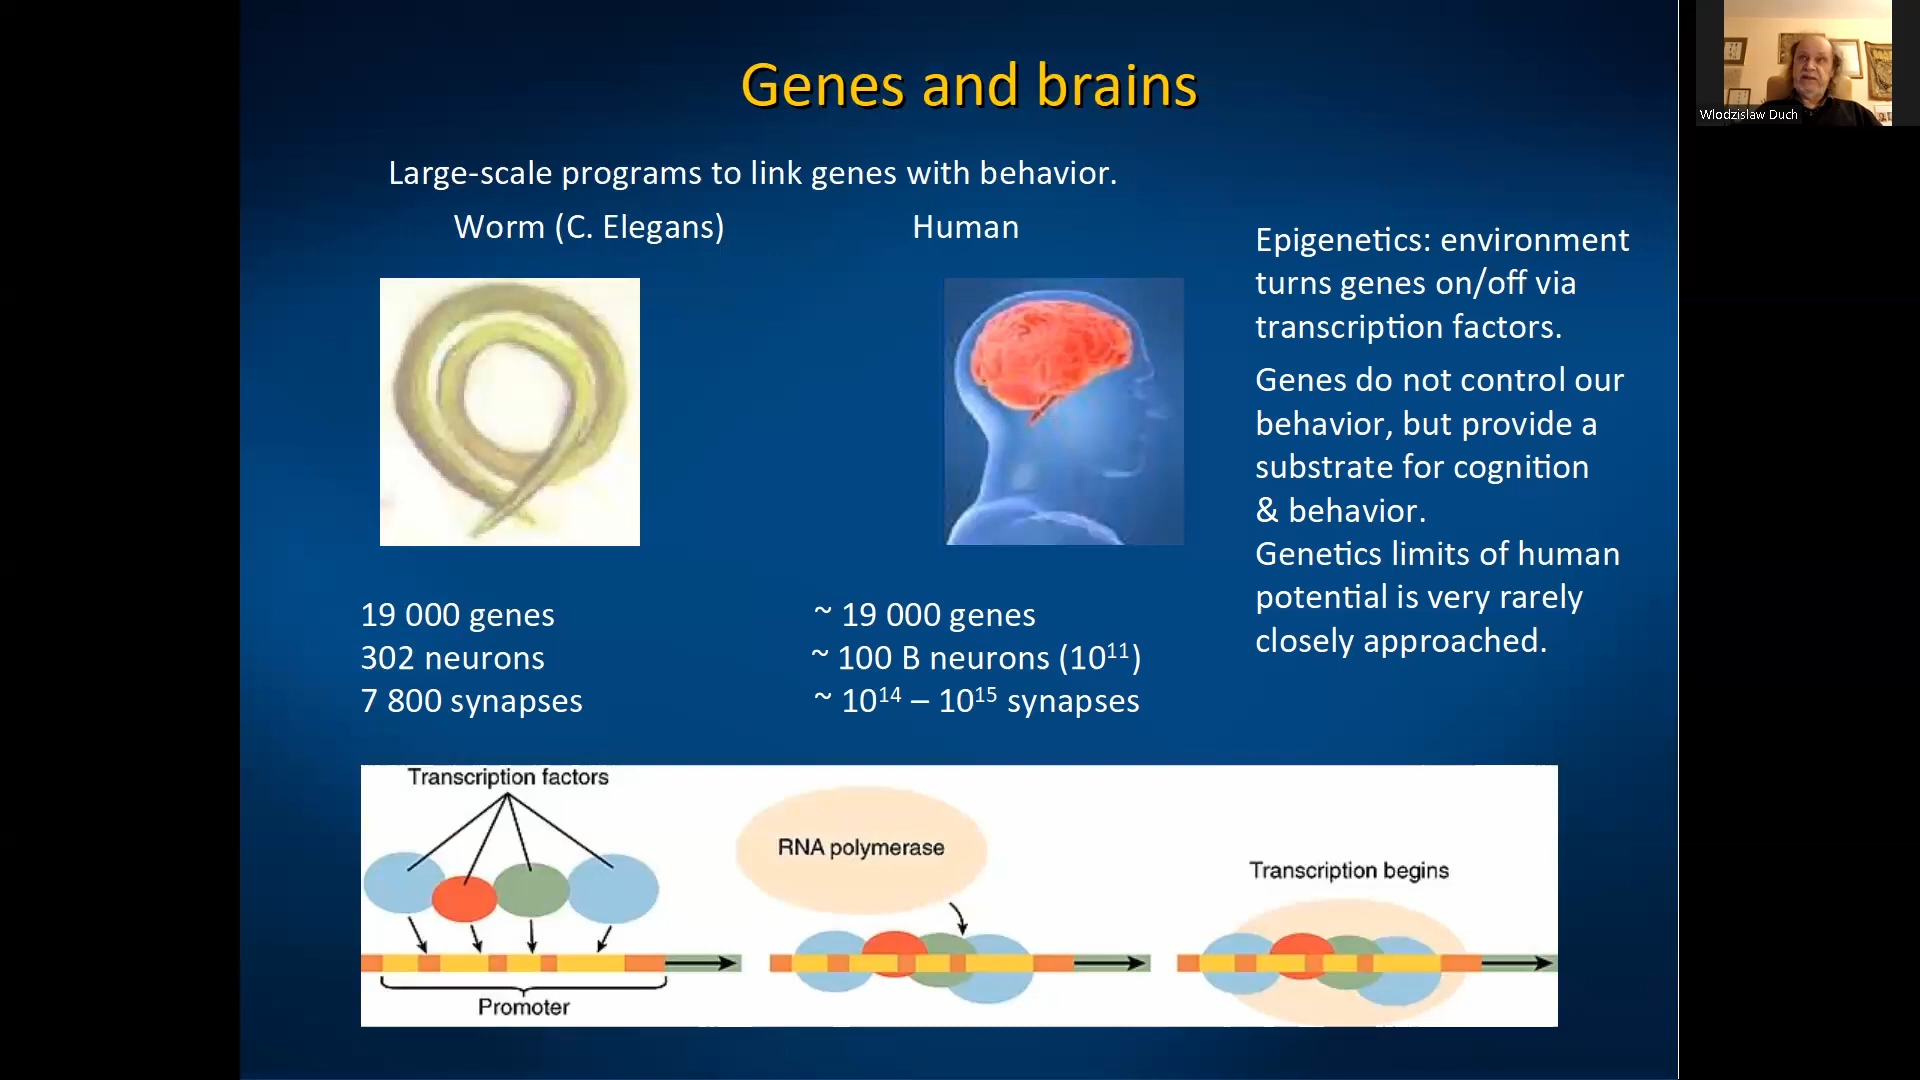 Genes and brains
Large-scale programs to link genes with behavior.
Worm (C. Elegans)
Human
19 000 genes
302 neurons
7 800 synapses
~ 19 000 genes
~ 100 B neurons (10¹¹)
~ 10¹⁴ – 10¹⁵ synapses
Epigenetics: environment
turns genes on/off via
transcription factors.
Genes do not control our
behavior, but provide a
substrate for cognition
& behavior.
Genetics limits of human
potential is very rarely
closely approached.
Transcription factors
Promoter
RNA polymerase
Transcription begins
Wlodzislaw Duch